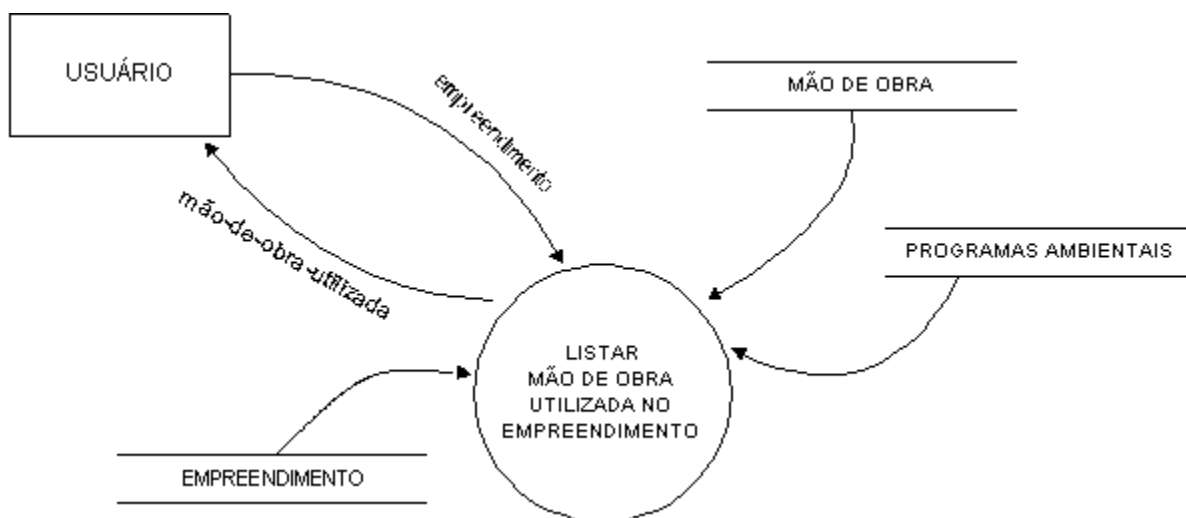 USUÁRIO
empreendimento
MÃO DE OBRA
mão-de-obra-utilizada
PROGRAMAS AMBIENTAIS
LISTAR
MÃO DE OBRA
UTILIZADA NO
EMPREENDIMENTO
EMPREENDIMENTO